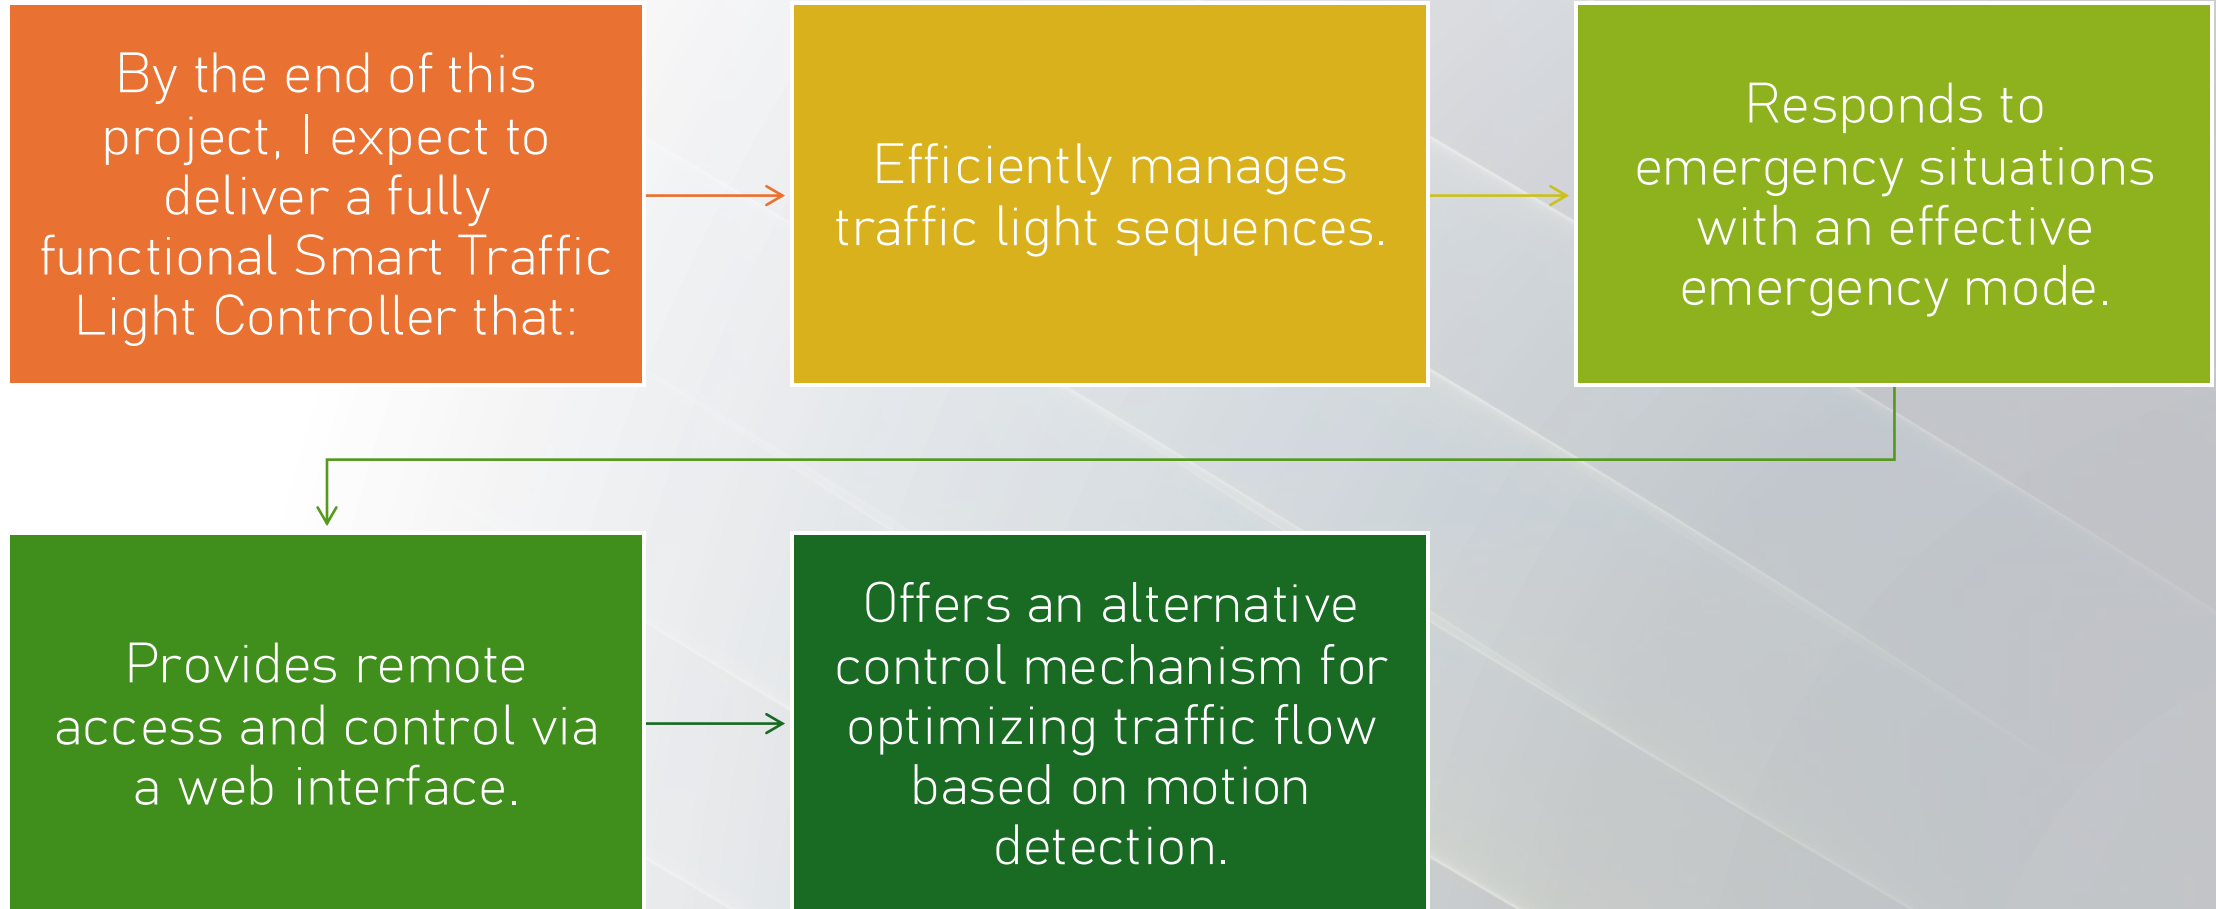 By the end of this
project, I expect to
deliver a fully
functional Smart Traffic
Light Controller that:
Efficiently manages
traffic light sequences.
Responds to
emergency situations
with an effective
emergency mode.
Provides remote
access and control via
a web interface.
Offers an alternative
control mechanism for
optimizing traffic flow
based on motion
detection.